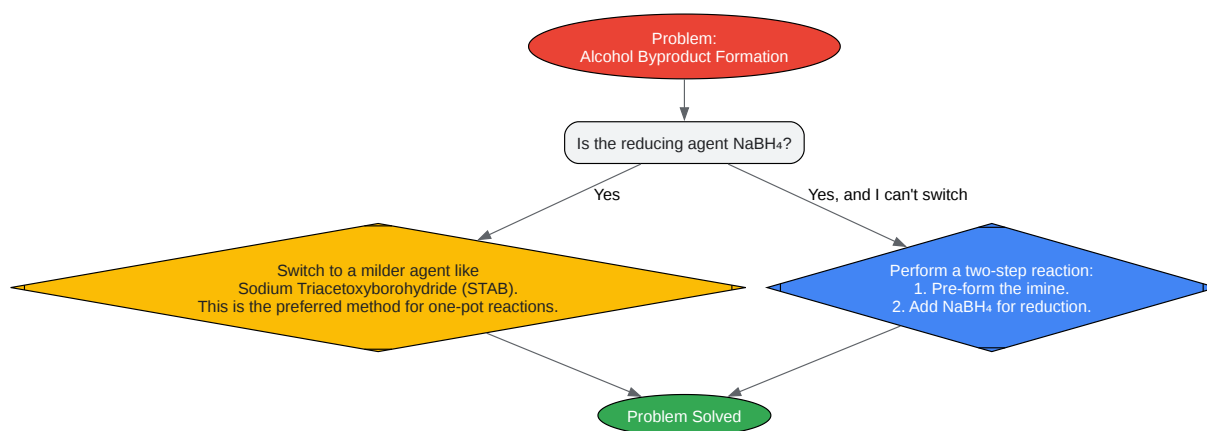 Problem:
Alcohol Byproduct Formation
Is the reducing agent NaBH₄?
Yes
Yes, and I can't switch
Switch to a milder agent like
Sodium Triacetoxyborohydride (STAB).
This is the preferred method for one-pot reactions.
Perform a two-step reaction:
1. Pre-form the imine.
2. Add NaBH₄ for reduction.
Problem Solved